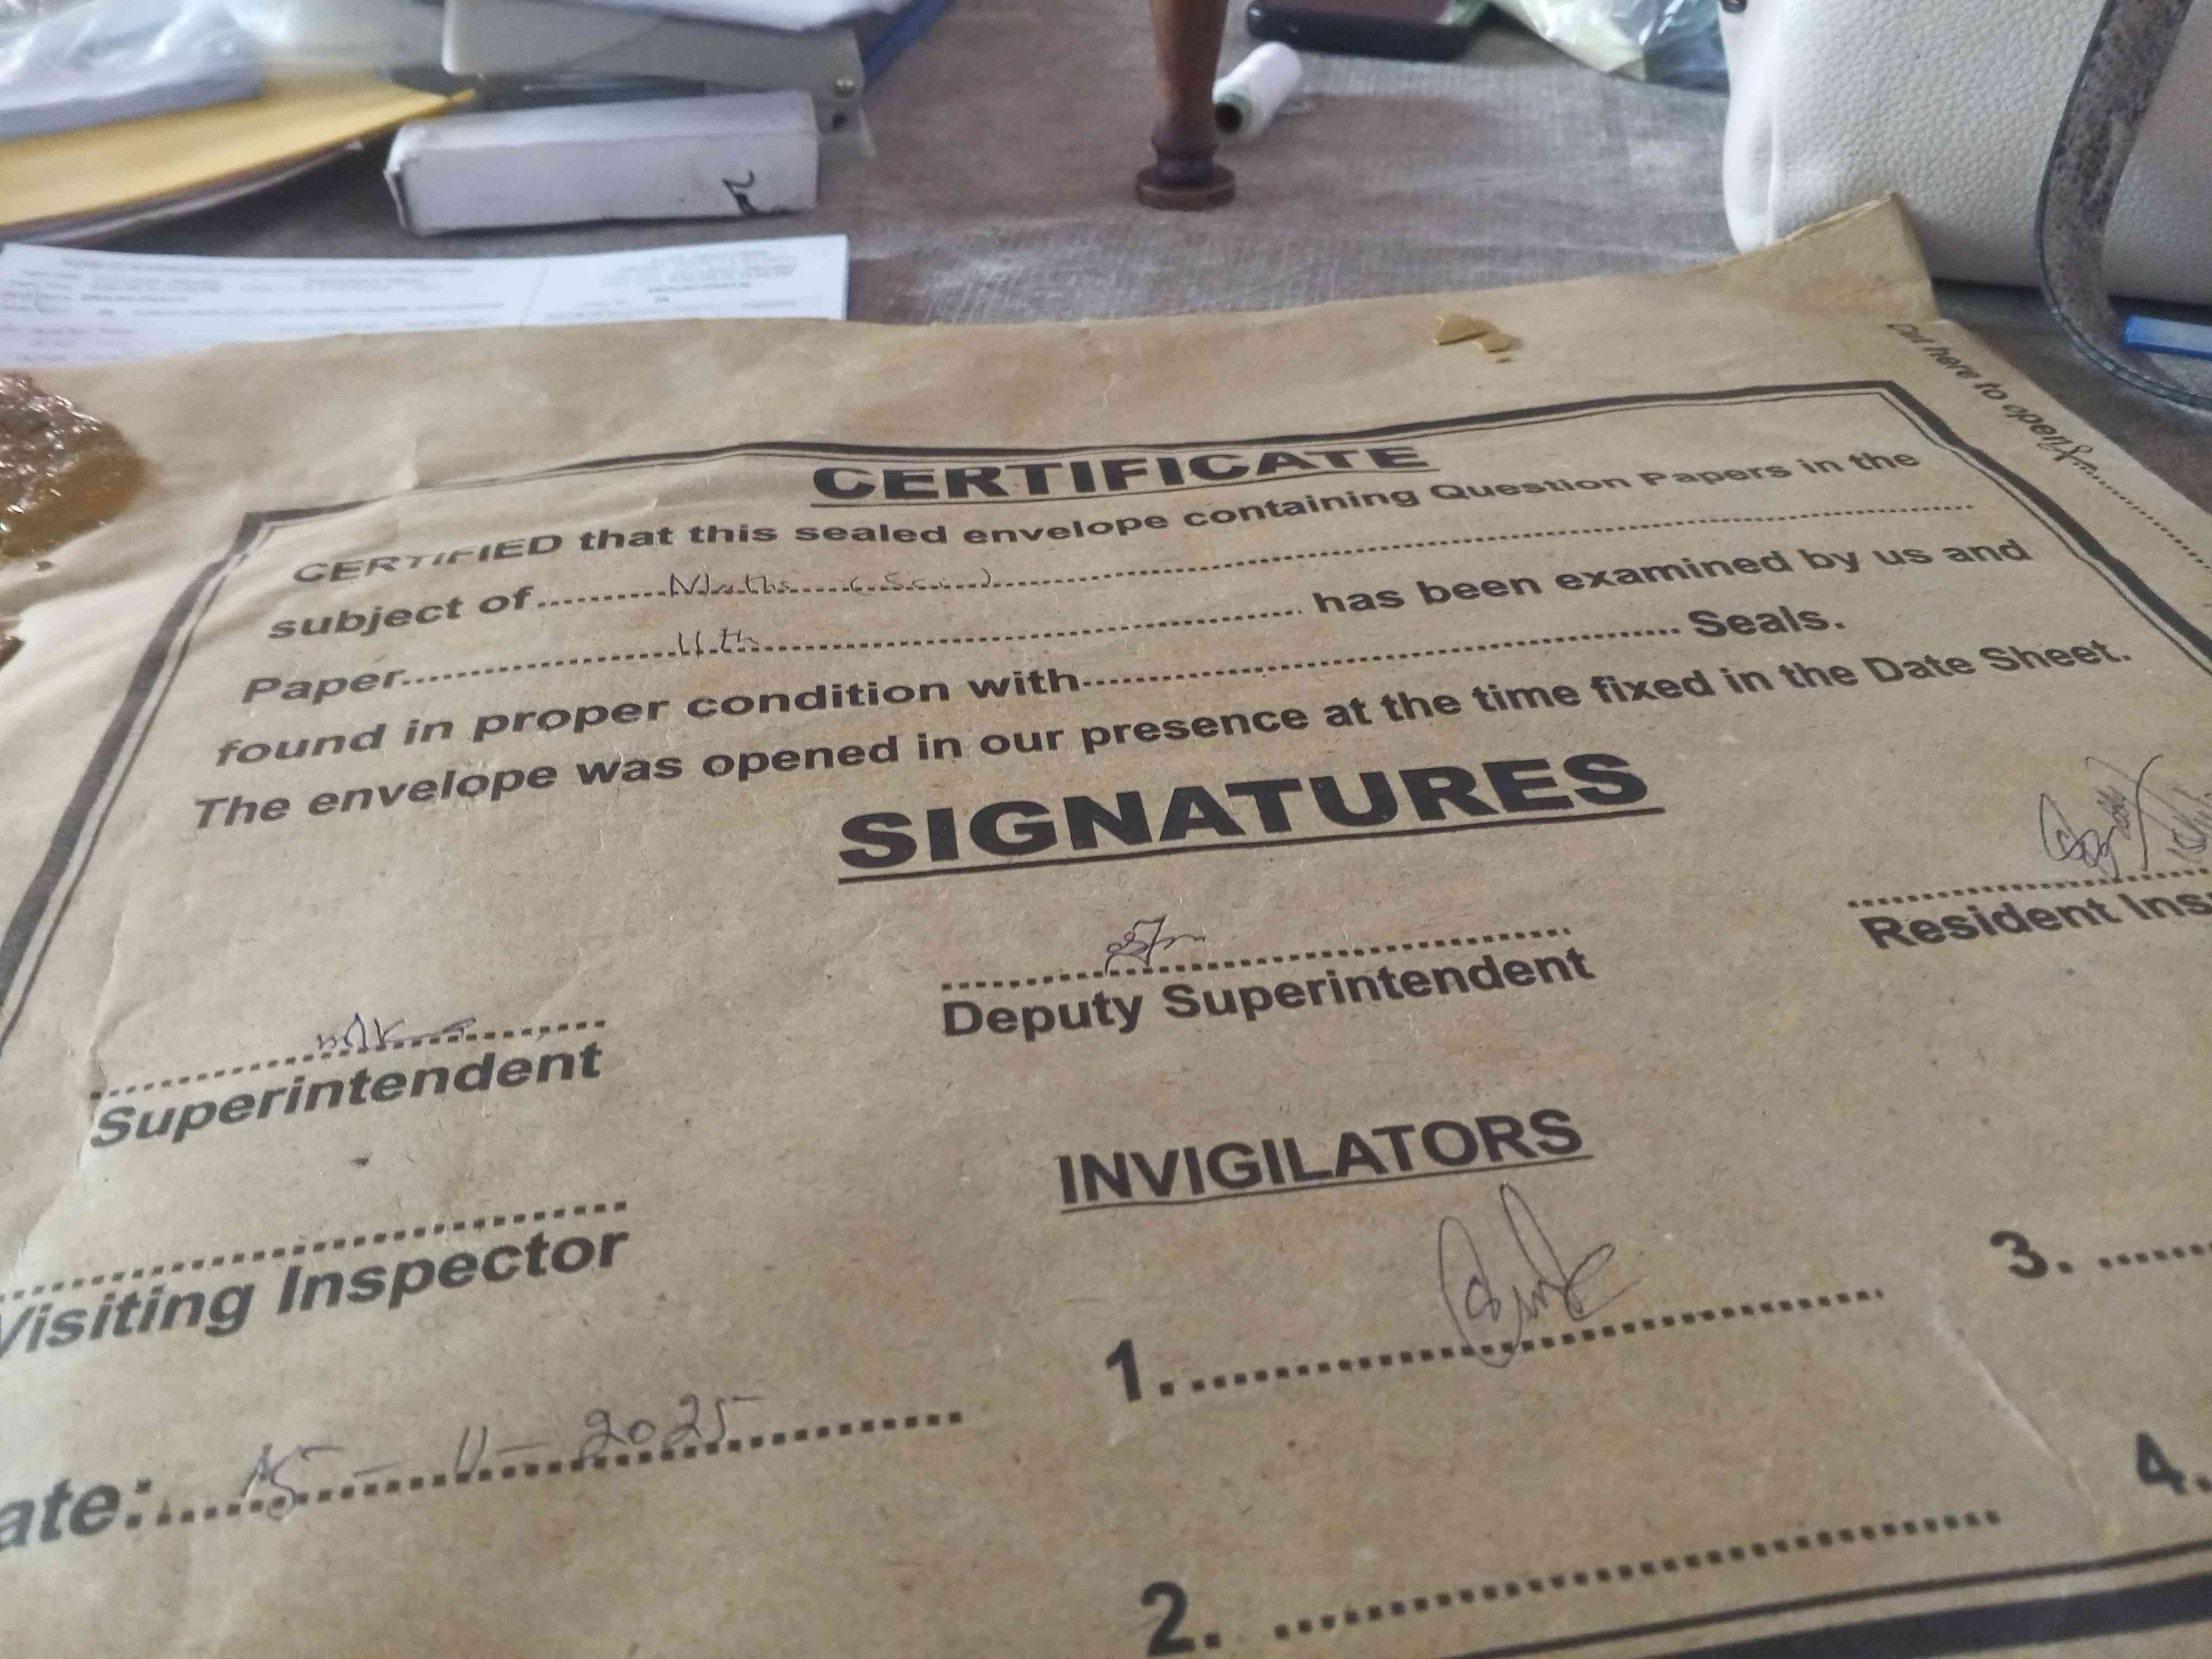 Cut here to open
CERTIFICATE
CERTIFIED that this sealed envelope containing Question Papers in the
subject of..........Maths (Sci)..........
Paper..........11th.......... has been examined by us and
found in proper condition with.......... Seals.
The envelope was opened in our presence at the time fixed in the Date Sheet.
SIGNATURES
Superintendent
Deputy Superintendent
Resident Ins
Visiting Inspector
INVIGILATORS
1.
3.
ate: 15-11-2025
2.
4.